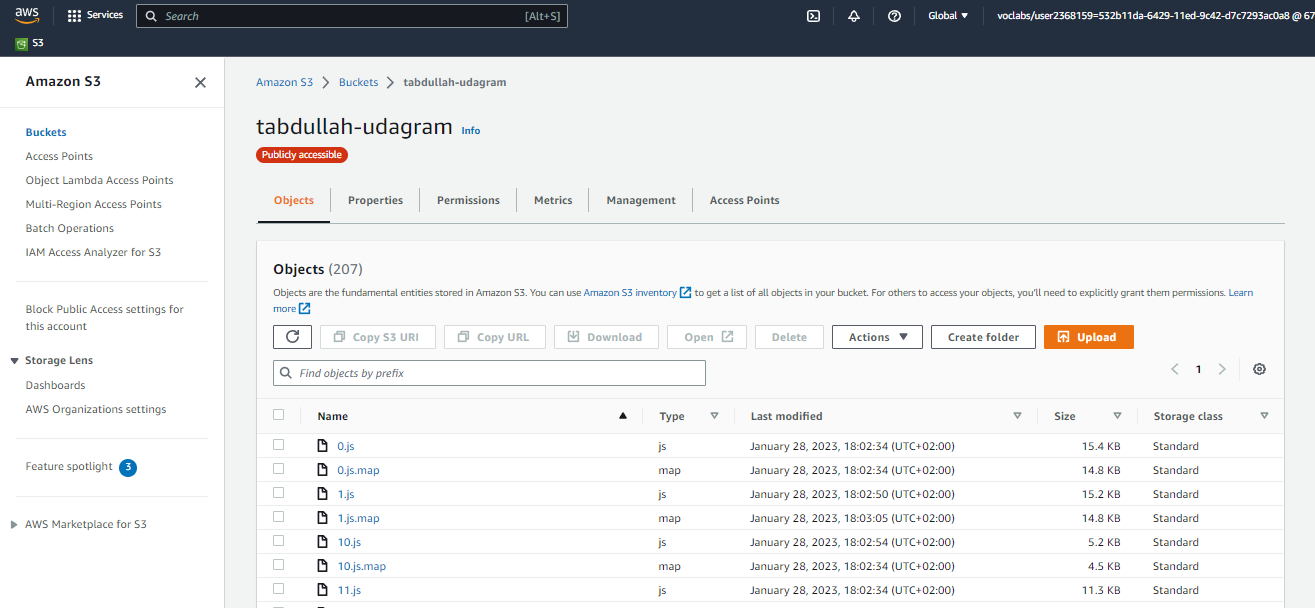 aws
Services
Search [Alt+S]
Global
voclabs/user2368159=532b11da-6429-11ed-9c42-d7c7293ac0a8 @ 67
S3
Amazon S3
Buckets
Access Points
Object Lambda Access Points
Multi-Region Access Points
Batch Operations
IAM Access Analyzer for S3
Block Public Access settings for
this account
Storage Lens
Dashboards
AWS Organizations settings
Feature spotlight 3
AWS Marketplace for S3
Amazon S3 Buckets tabdullah-udagram
tabdullah-udagram Info
Publicly accessible
Objects Properties Permissions Metrics Management Access Points
Objects (207)
Objects are the fundamental entities stored in Amazon S3. You can use Amazon S3 inventory to get a list of all objects in your bucket. For others to access your objects, you'll need to explicitly grant them permissions. Learn
more
Copy S3 URI Copy URL Download Open Delete Actions Create folder Upload
Find objects by prefix
1
Name Type Last modified Size Storage class
0.js js January 28, 2023, 18:02:34 (UTC+02:00) 15.4 KB Standard
0.js.map map January 28, 2023, 18:02:34 (UTC+02:00) 14.8 KB Standard
1.js js January 28, 2023, 18:02:50 (UTC+02:00) 15.2 KB Standard
1.js.map map January 28, 2023, 18:03:05 (UTC+02:00) 14.8 KB Standard
10.js js January 28, 2023, 18:02:54 (UTC+02:00) 5.2 KB Standard
10.js.map map January 28, 2023, 18:02:34 (UTC+02:00) 4.5 KB Standard
11.js js January 28, 2023, 18:02:34 (UTC+02:00) 11.3 KB Standard